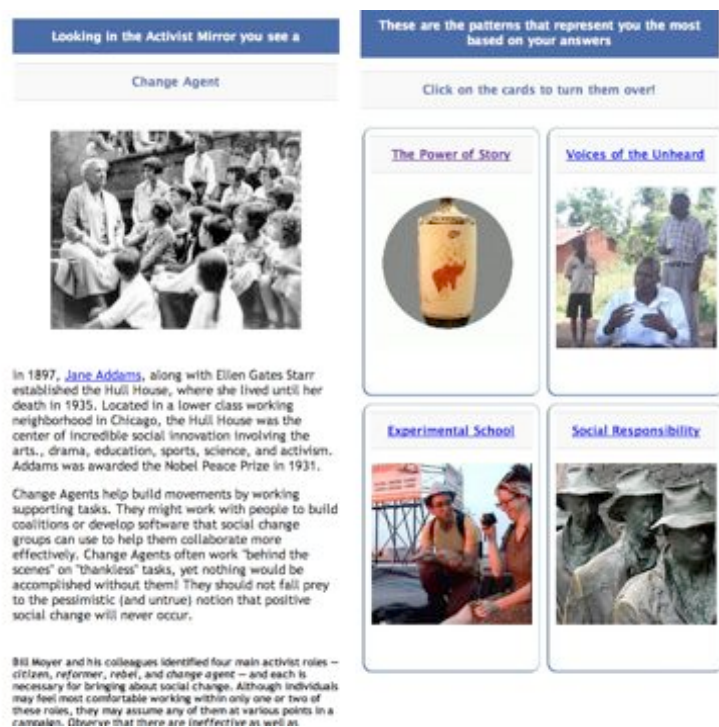 Looking in the Activist Mirror you see a
Change Agent
In 1897, Jane Addams, along with Ellen Gates Starr
established the Hull House, where she lived until her
death in 1935. Located in a lower class working
neighborhood in Chicago, the Hull House was the
center of incredible social innovation involving the
arts., drama, education, sports, science, and activism.
Addams was awarded the Nobel Peace Prize in 1931.
Change Agents help build movements by working
supporting tasks. They might work with people to build
coalitions or develop software that social change
groups can use to help them collaborate more
effectively. Change Agents often work "behind the
scenes" on "thankless" tasks, yet nothing would be
accomplished without them! They should not fall prey
to the pessimistic (and untrue) notion that positive
social change will never occur.
Bill Moyer and his colleagues identified four main activist roles —
citizen, reformer, rebel, and change agent — and each is
necessary for bringing about social change. Although individuals
may feel most comfortable working within only one or two of
these roles, they may assume any of them at various points in a
campaign. Observe that there are ineffective as well as
These are the patterns that represent you the most
based on your answers
Click on the cards to turn them over!
The Power of Story
Voices of the Unheard
Experimental School
Social Responsibility